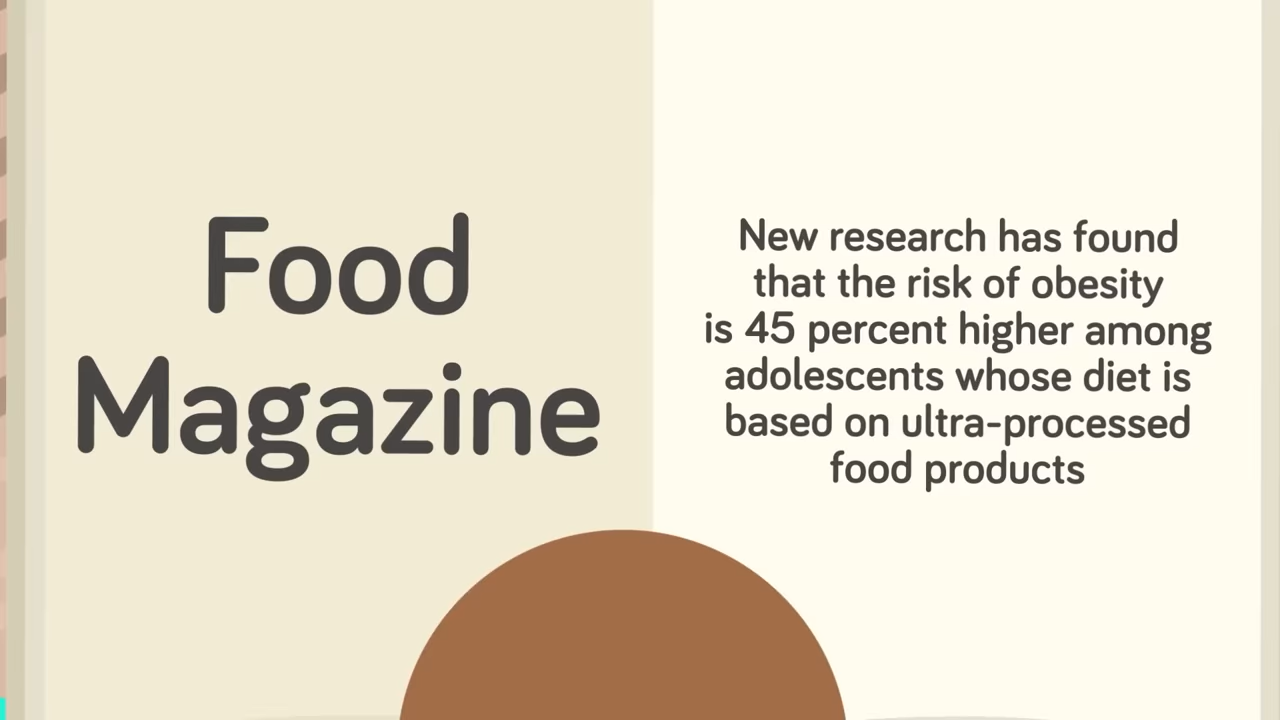 Food
Magazine
New research has found
that the risk of obesity
is 45 percent higher among
adolescents whose diet is
based on ultra-processed
food products